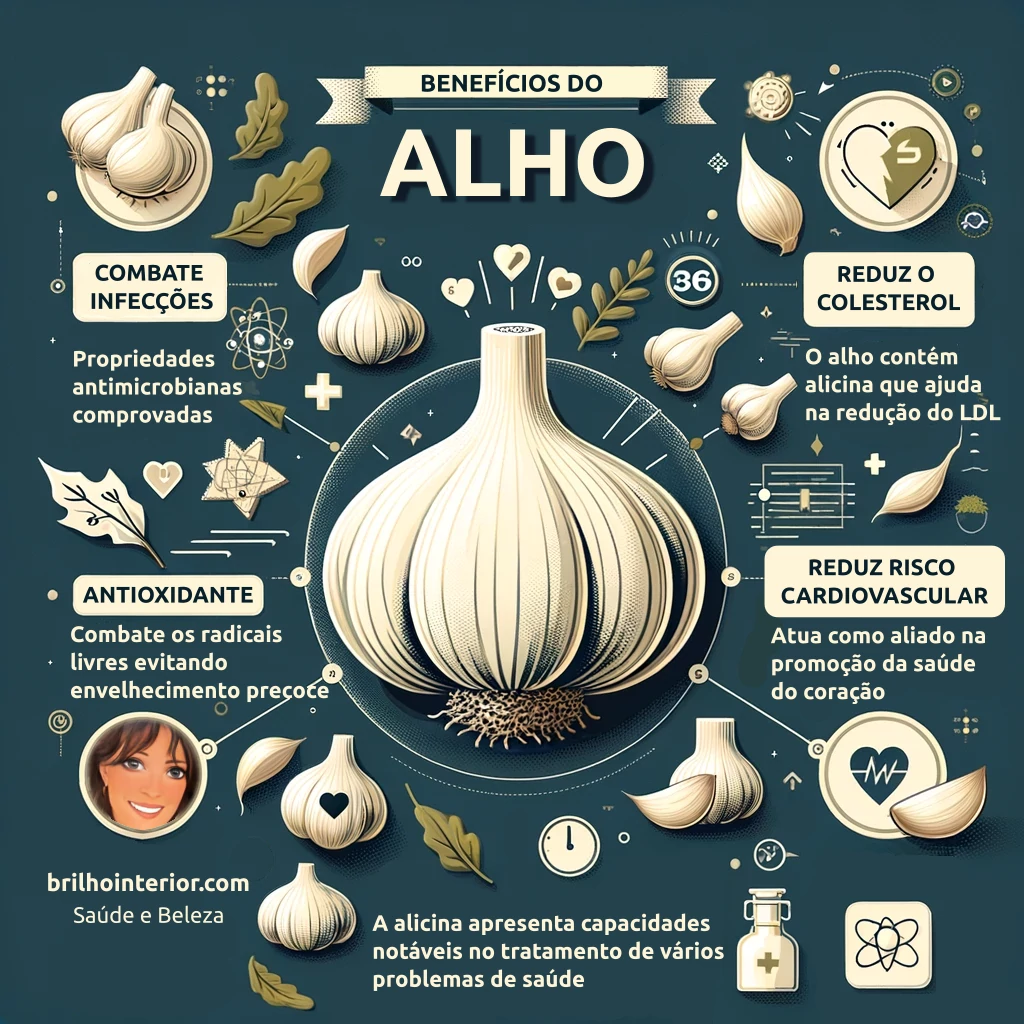 BENEFÍCIOS DO
ALHO
COMBATE
INFECÇÕES
Propriedades
antimicrobianas
comprovadas
36
REDUZ O
COLESTEROL
O alho contém
alicina que ajuda
na redução do LDL
ANTIOXIDANTE
Combate os radicais
livres evitando
envelhecimento preçoce
REDUZ RISCO
CARDIOVASCULAR
Atua como aliado na
promoção da saúde
do coração
brilhointerior.com
Saúde e Beleza
A alicina apresenta capacidades
notáveis no tratamento de vários
problemas de saúde